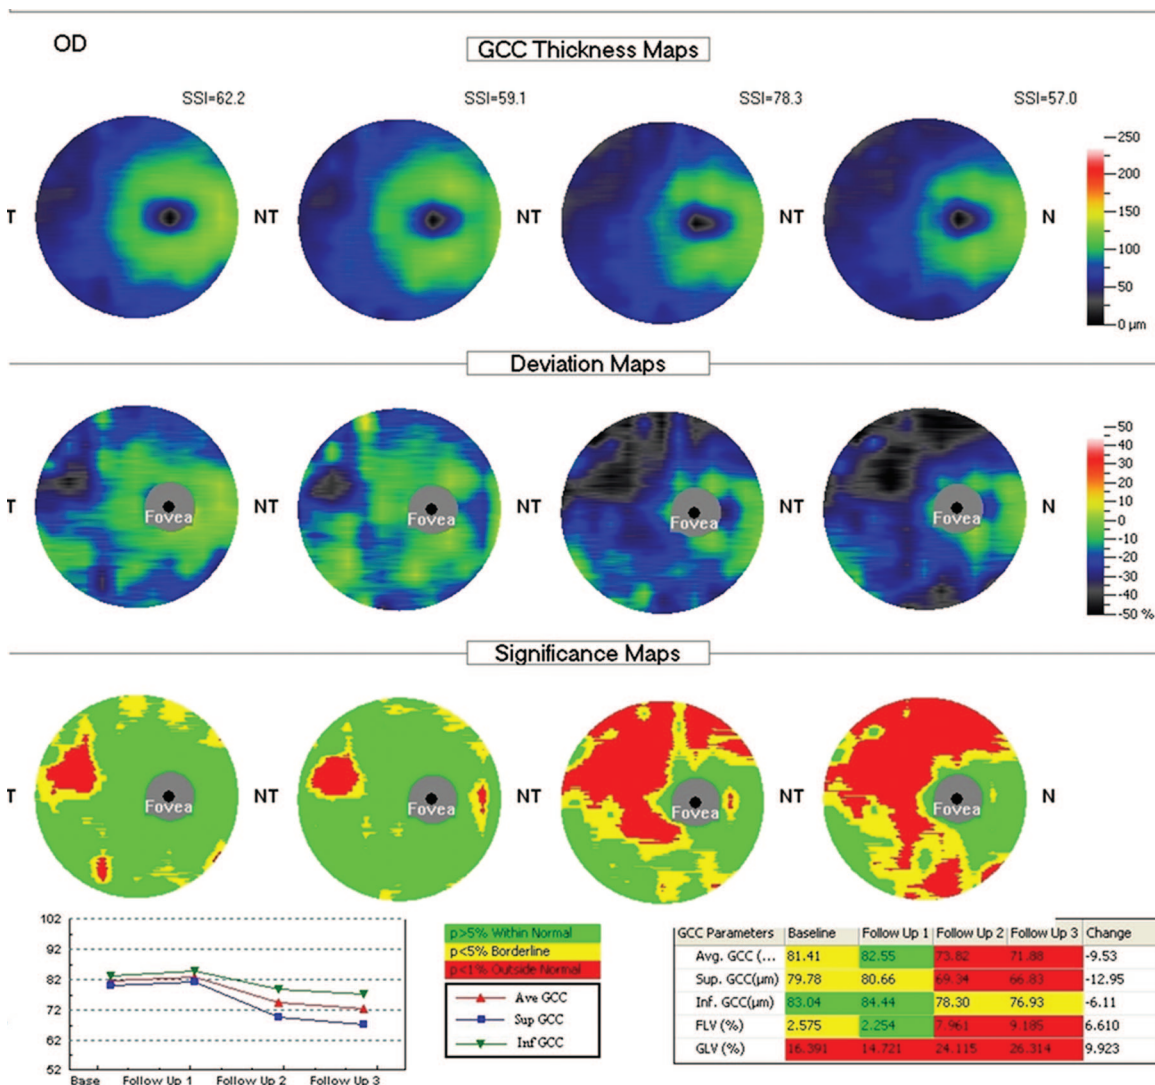 OD
GCC Thickness Maps
SSI=62.2 SSI=59.1 SSI=78.3 SSI=57.0
250
200
150
100
50
0 µm
T NT NT NT N
Deviation Maps
50
40
30
20
10
-0
-10
-20
-30
-40
-50 %
Fovea Fovea Fovea Fovea
T NT NT NT N
Significance Maps
Fovea Fovea Fovea Fovea
T NT NT NT N
102
92
82
72
62
52
Base Follow Up 1 Follow Up 2 Follow Up 3
p>5% Within Normal
p<5% Borderline
p<1% Outside Normal
Ave GCC
Sup GCC
Inf GCC
GCC Parameters Baseline Follow Up 1 Follow Up 2 Follow Up 3 Change
Avg. GCC (... 81.41 82.55 73.82 71.88 -9.53
Sup. GCC(µm) 79.78 80.66 69.34 66.83 -12.95
Inf. GCC(µm) 83.04 84.44 78.30 76.93 -6.11
FLV (%) 2.575 2.254 7.961 9.185 6.610
GLV (%) 16.391 14.721 24.115 26.314 9.923